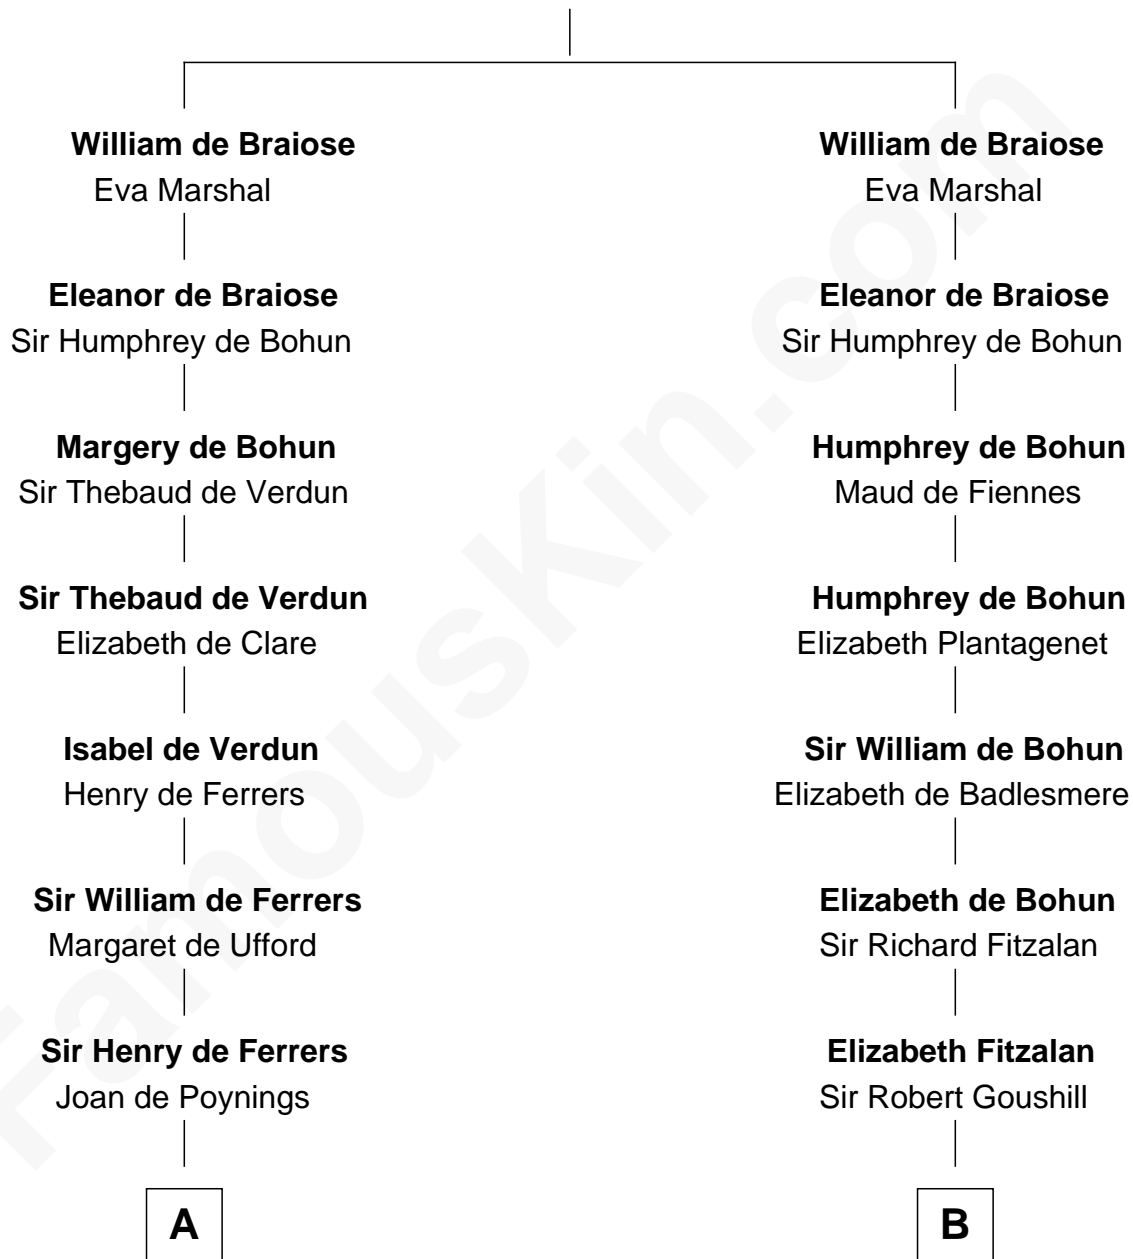 William de Braiose
Eva Marshal
Eleanor de Braiose
Sir Humphrey de Bohun
Margery de Bohun
Sir Thebaud de Verdun
Sir Thebaud de Verdun
Elizabeth de Clare
Isabel de Verdun
Henry de Ferrers
Sir William de Ferrers
Margaret de Ufford
Sir Henry de Ferrers
Joan de Poynings
A
William de Braiose
Eva Marshal
Eleanor de Braiose
Sir Humphrey de Bohun
Humphrey de Bohun
Maud de Fiennes
Humphrey de Bohun
Elizabeth Plantagenet
Sir William de Bohun
Elizabeth de Badlesmere
Elizabeth de Bohun
Sir Richard Fitzalan
Elizabeth Fitzalan
Sir Robert Goushill
B
FamousKin.com